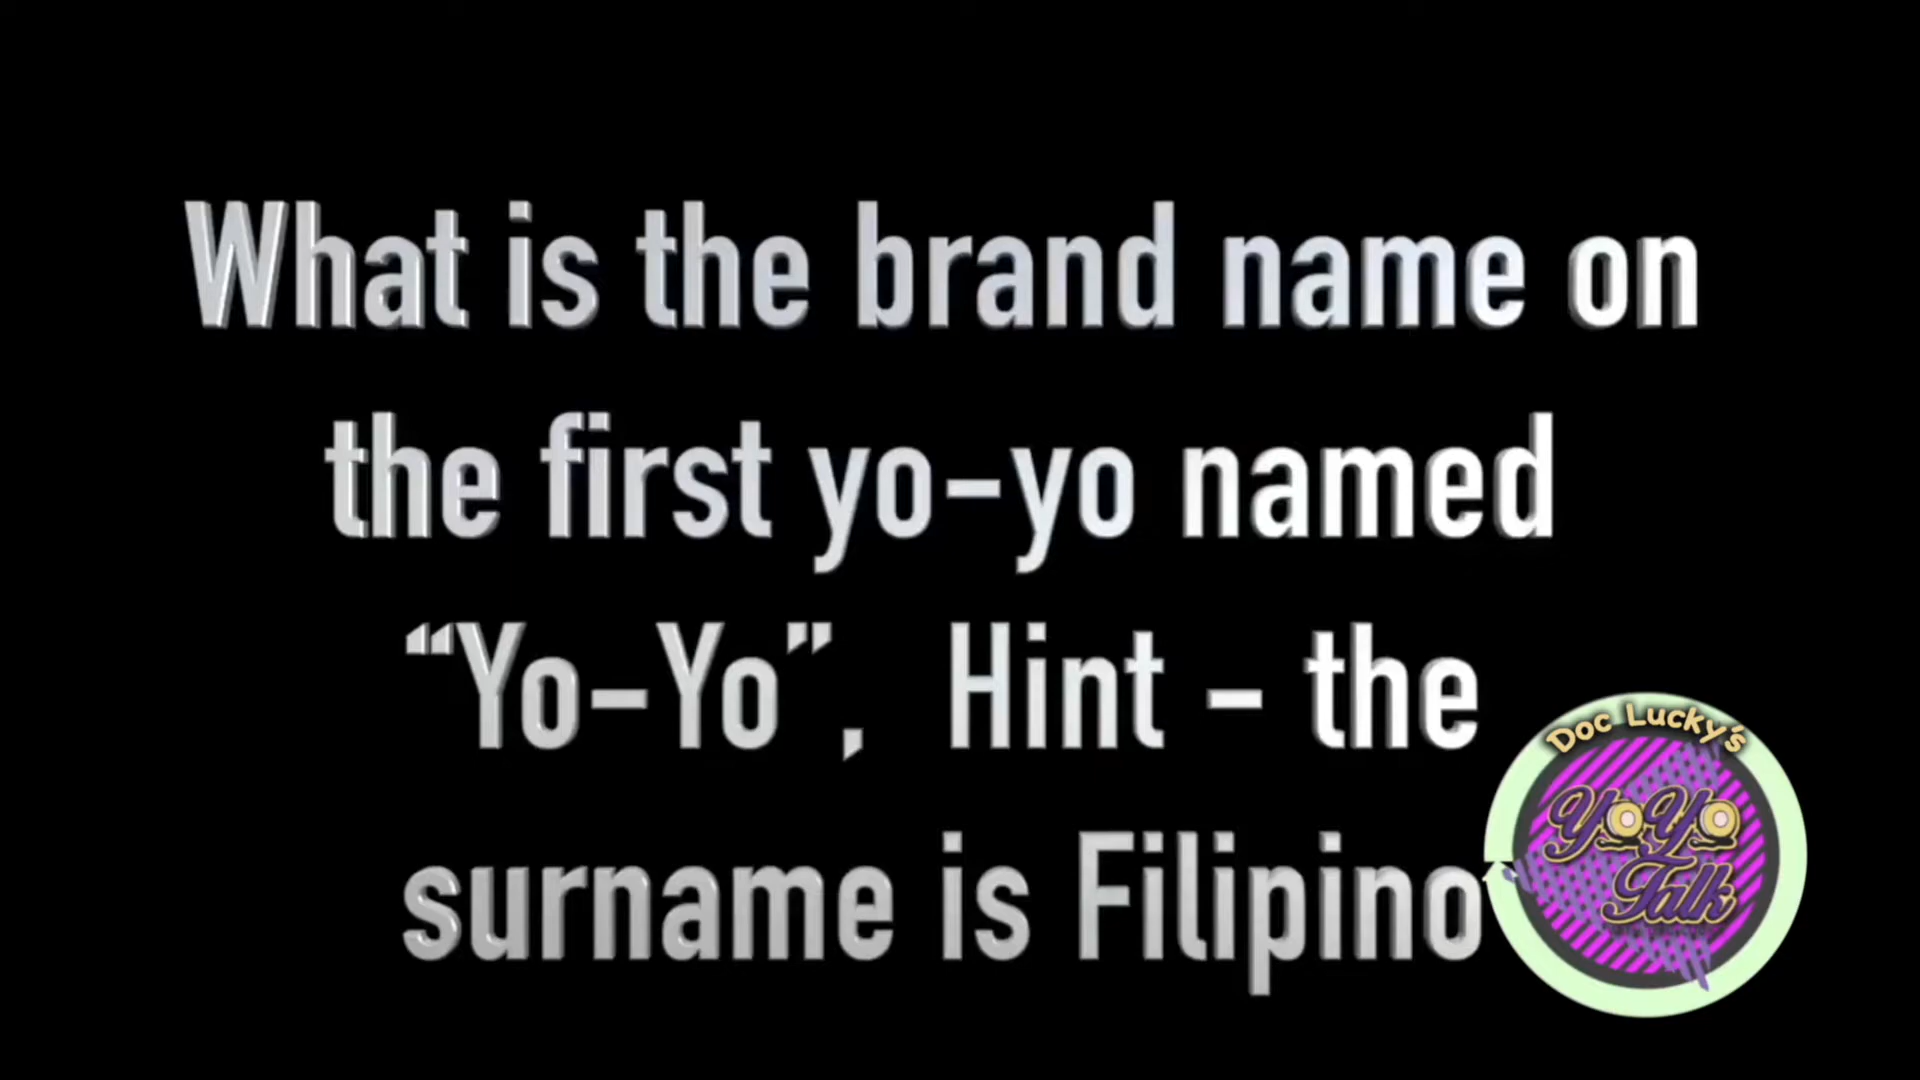 What is the brand name on
the first yo-yo named
“Yo-Yo”, Hint - the
surname is Filipino
Doc Lucky's
YoYo
Talk